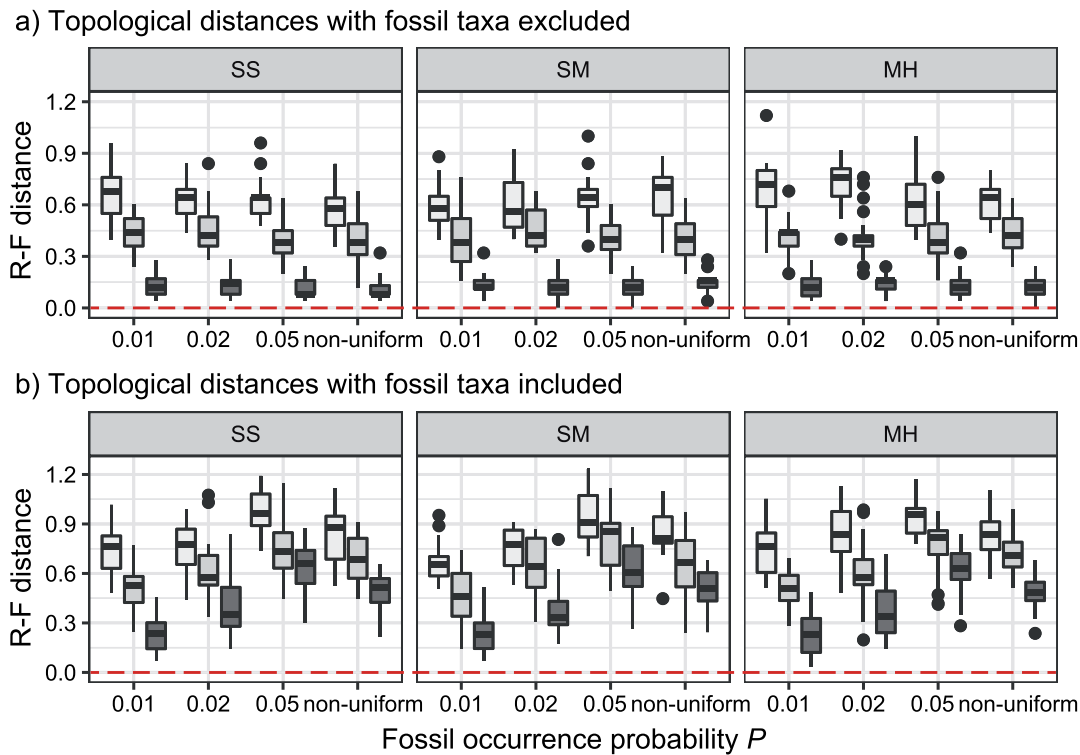 a) Topological distances with fossil taxa excluded
SS SM MH
R-F distance
1.2
0.9
0.6
0.3
0.0
0.01 0.02 0.05 non-uniform 0.01 0.02 0.05 non-uniform 0.01 0.02 0.05 non-uniform
b) Topological distances with fossil taxa included
SS SM MH
R-F distance
1.2
0.9
0.6
0.3
0.0
0.01 0.02 0.05 non-uniform 0.01 0.02 0.05 non-uniform 0.01 0.02 0.05 non-uniform
Fossil occurrence probability P